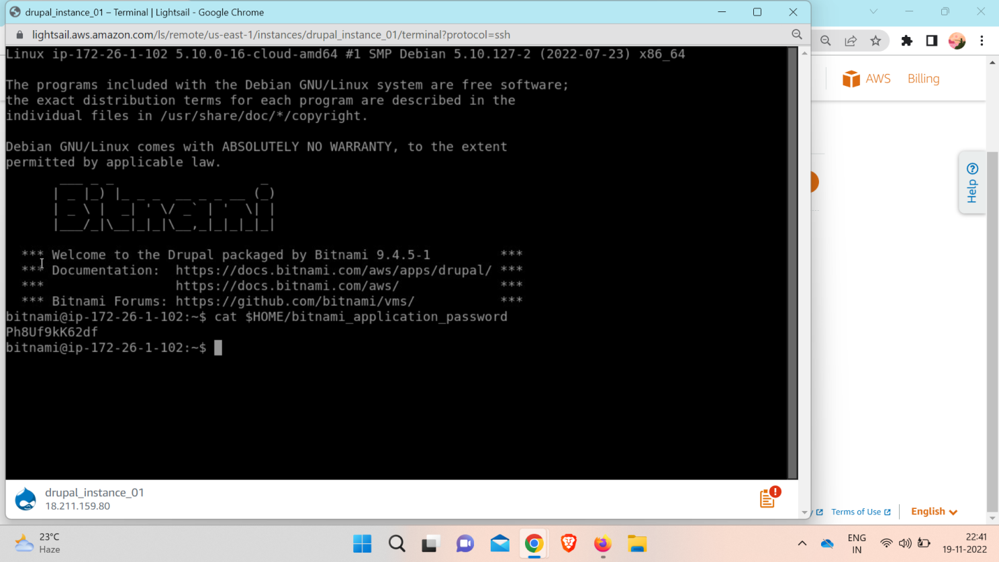 drupal_instance_01 – Terminal | Lightsail - Google Chrome
lightsail.aws.amazon.com/ls/remote/us-east-1/instances/drupal_instance_01/terminal?protocol=ssh
Linux ip-172-26-1-102 5.10.0-16-cloud-amd64 #1 SMP Debian 5.10.127-2 (2022-07-23) x86_64
The programs included with the Debian GNU/Linux system are free software;
the exact distribution terms for each program are described in the
individual files in /usr/share/doc/*/copyright.
Debian GNU/Linux comes with ABSOLUTELY NO WARRANTY, to the extent
permitted by applicable law.
Bitnami
*** Welcome to the Drupal packaged by Bitnami 9.4.5-1 ***
*** Documentation: https://docs.bitnami.com/aws/apps/drupal/ ***
*** https://docs.bitnami.com/aws/ ***
*** Bitnami Forums: https://github.com/bitnami/vms/ ***
bitnami@ip-172-26-1-102:~$ cat $HOME/bitnami_application_password
Ph8Uf9kK62df
bitnami@ip-172-26-1-102:~$
drupal_instance_01
18.211.159.80
AWS Billing
Help
Terms of Use
English
23°C
Haze
ENG
IN
22:41
19-11-2022